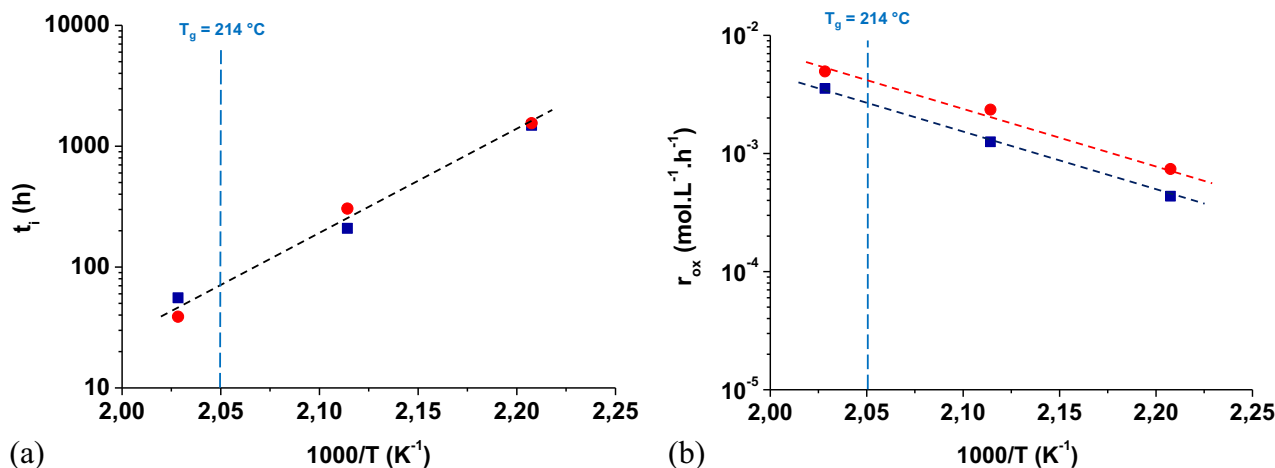 10000
1000
100
10
t_i (h)
T_g = 214 °C
2,00 2,05 2,10 2,15 2,20 2,25
1000/T (K⁻¹)
(a)
10⁻²
10⁻³
10⁻⁴
10⁻⁵
r_ox (mol.L⁻¹.h⁻¹)
T_g = 214 °C
2,00 2,05 2,10 2,15 2,20 2,25
1000/T (K⁻¹)
(b)